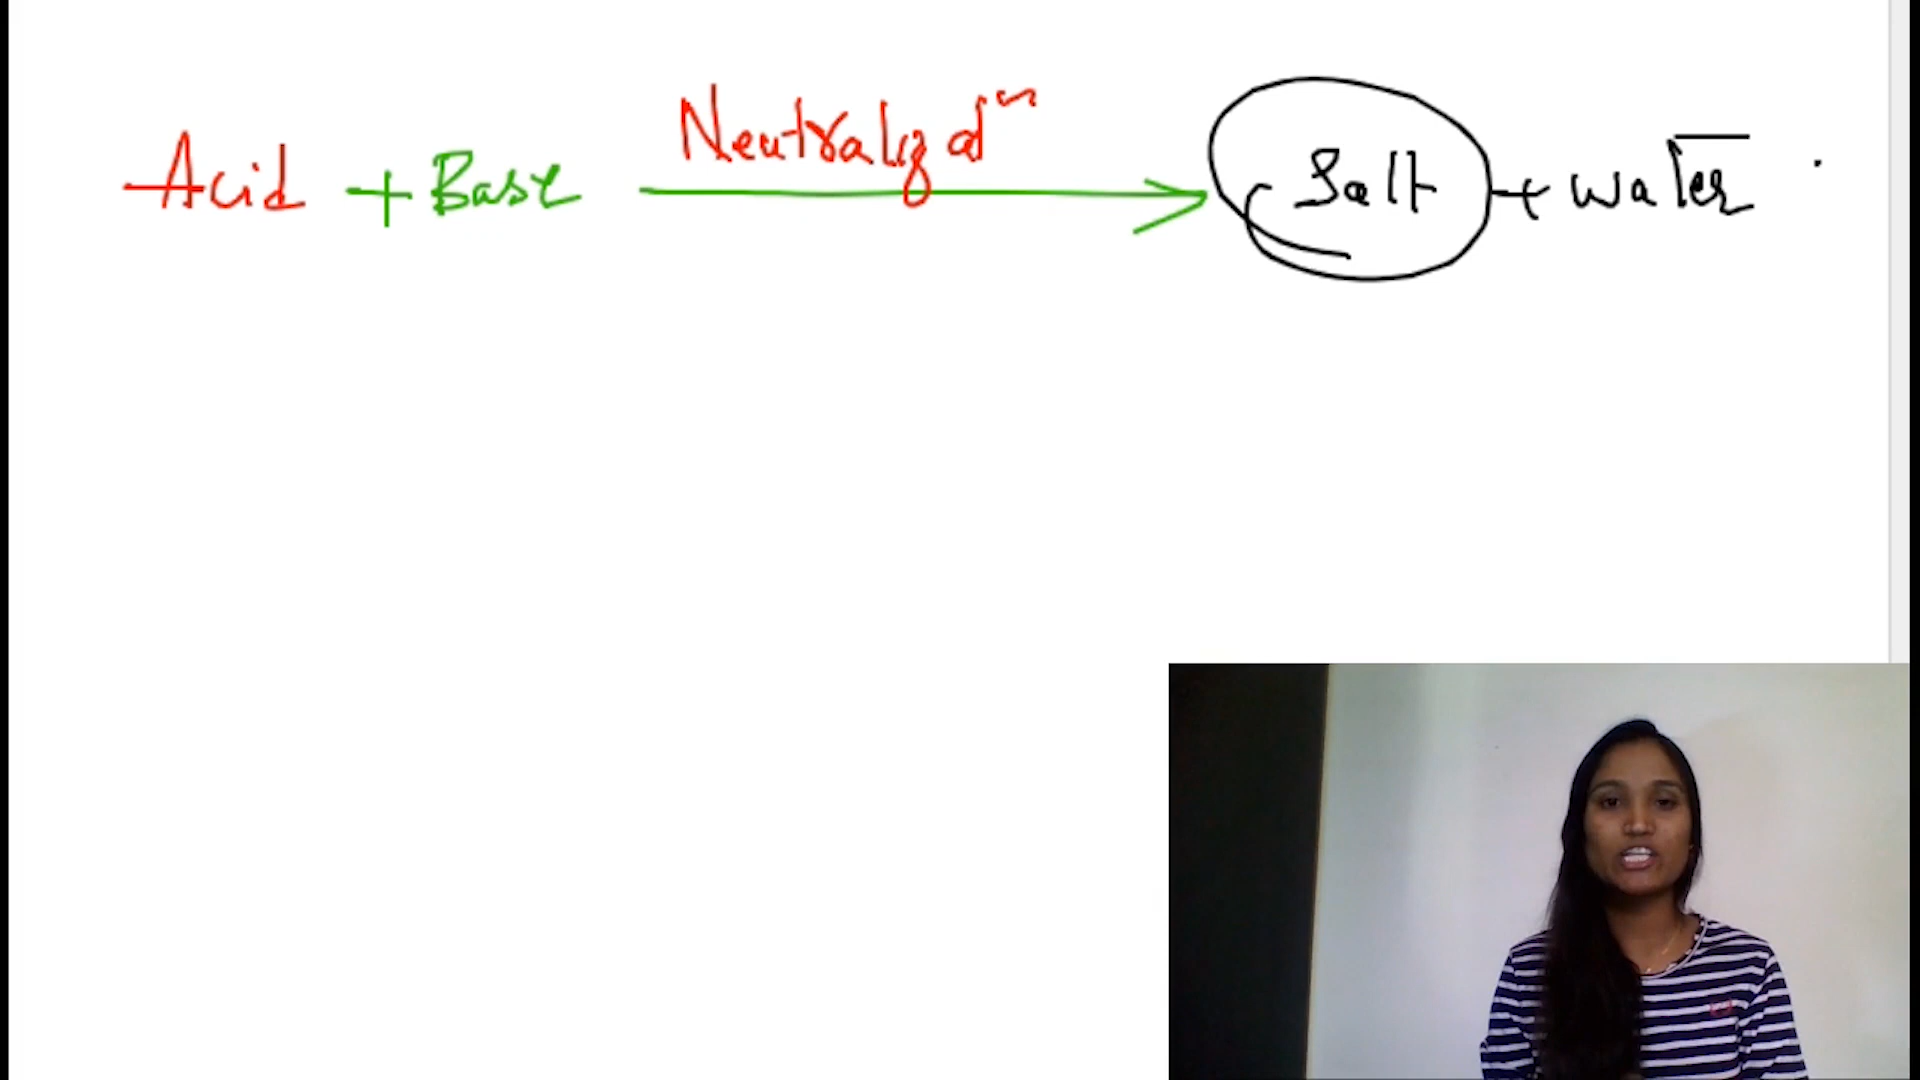 Acid + Base Neutralizatn Salt + water